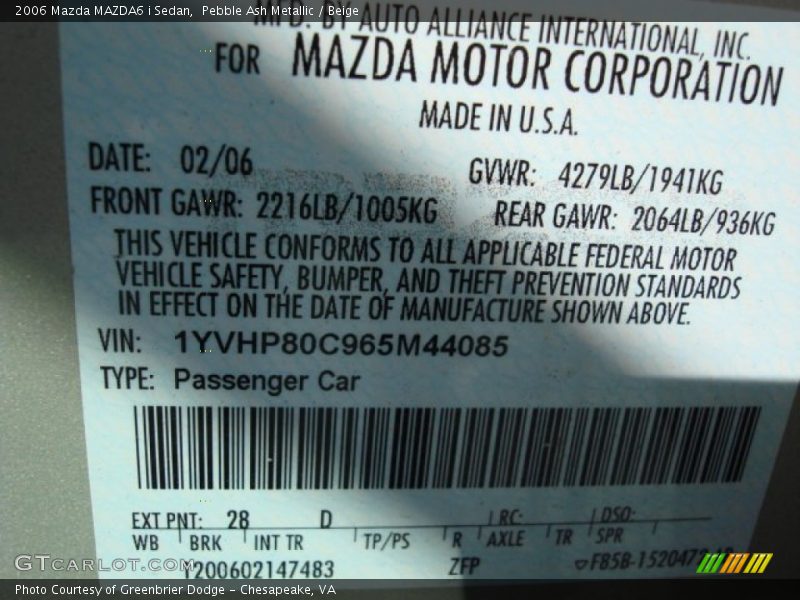 2006 Mazda MAZDA6 i Sedan, Pebble Ash Metallic / Beige
MFD. BY AUTO ALLIANCE INTERNATIONAL, INC.
FOR MAZDA MOTOR CORPORATION
MADE IN U.S.A.
DATE: 02/06 GVWR: 4279LB/1941KG
FRONT GAWR: 2216LB/1005KG REAR GAWR: 2064LB/936KG
THIS VEHICLE CONFORMS TO ALL APPLICABLE FEDERAL MOTOR
VEHICLE SAFETY, BUMPER, AND THEFT PREVENTION STANDARDS
IN EFFECT ON THE DATE OF MANUFACTURE SHOWN ABOVE.
VIN: 1YVHP80C965M44085
TYPE: Passenger Car
EXT PNT: 28 D RC: DSO:
WB BRK INT TR TP/PS R AXLE TR SPR
Y200602147483 ZFP
GTCARLOT.COM
Photo Courtesy of Greenbrier Dodge - Chesapeake, VA